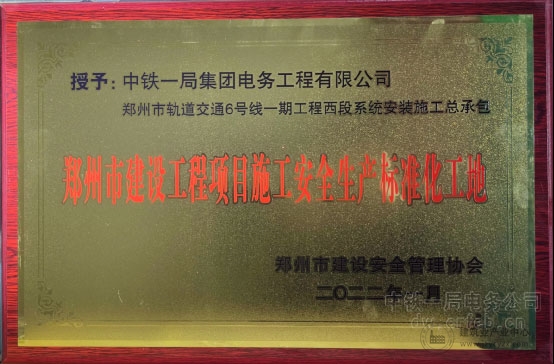 授予：中铁一局集团电务工程有限公司
郑州市轨道交通6号线一期工程西段系统安装施工总承包
郑州市建设工程项目施工安全生产标准化工地
郑州市建设安全管理协会
二〇二二年一月
中铁一局电务公司